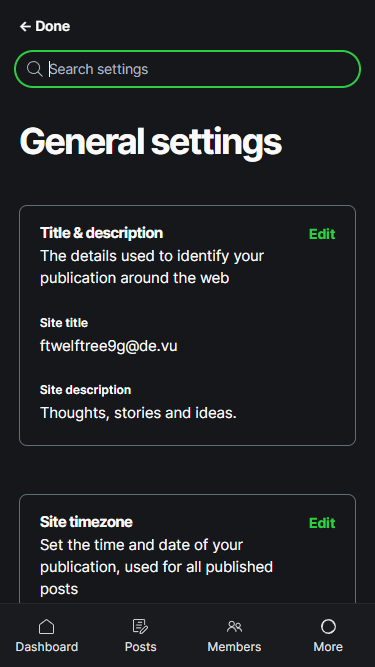 ← Done
Search settings
General settings
Title & description
Edit
The details used to identify your
publication around the web
Site title
ftwelftree9g@de.vu
Site description
Thoughts, stories and ideas.
Site timezone
Edit
Set the time and date of your
publication, used for all published
posts
Dashboard
Posts
Members
More